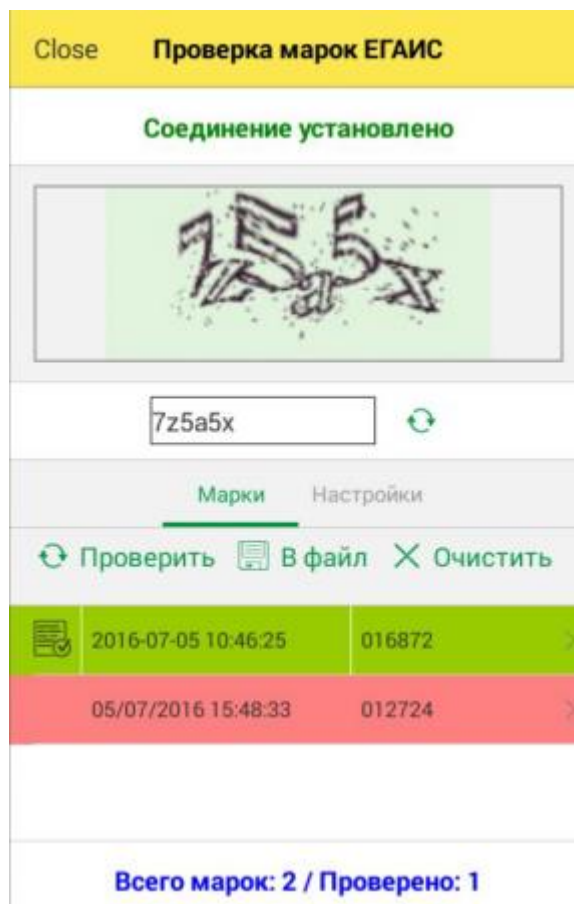 Close Проверка марок ЕГАИС
Соединение установлено
7z5a5x
7z5a5x
Марки Настройки
Проверить В файл Очистить
2016-07-05 10:46:25 016872
05/07/2016 15:48:33 012724
Всего марок: 2 / Проверено: 1